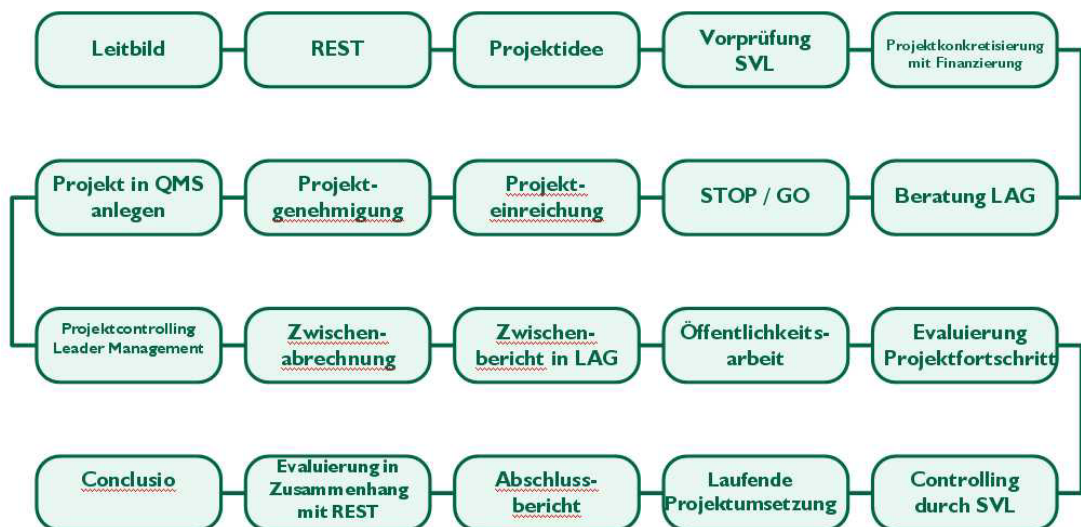 Leitbild
REST
Projektidee
Vorprüfung
SVL
Projektkonkretisierung
mit Finanzierung
Projekt in QMS
anlegen
Projekt-
genehmigung
Projekt-
einreichung
STOP / GO
Beratung LAG
Projektcontrolling
Leader Management
Zwischen-
abrechnung
Zwischen-
bericht in LAG
Öffentlichkeits-
arbeit
Evaluierung
Projektfortschritt
Conclusio
Evaluierung in
Zusammenhang
mit REST
Abschluss-
bericht
Laufende
Projektumsetzung
Controlling
durch SVL